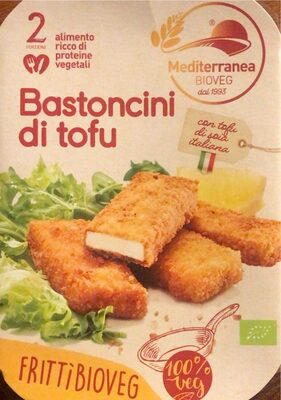 2
PORZIONI
alimento
ricco di
proteine
vegetali
Mediterranea
BIOVEG
dal 1993
®
Bastoncini
di tofu
con tofu
di soia
italiana
FRITTiBIOVEG
100%
veg